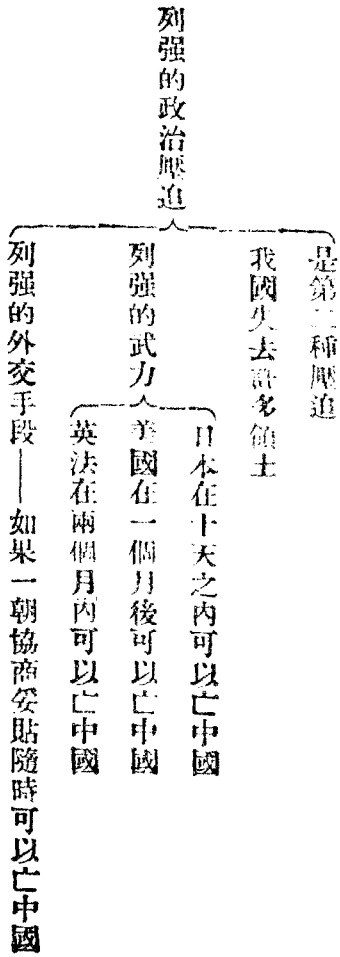 列强的政治壓迫
是第二種壓迫
我國失去許多領土
列强的武力
日本在十天之内可以亡中國
美國在一個月後可以亡中國
英法在兩個月内可以亡中國
列强的外交手段——如果一朝協商妥貼隨時可以亡中國